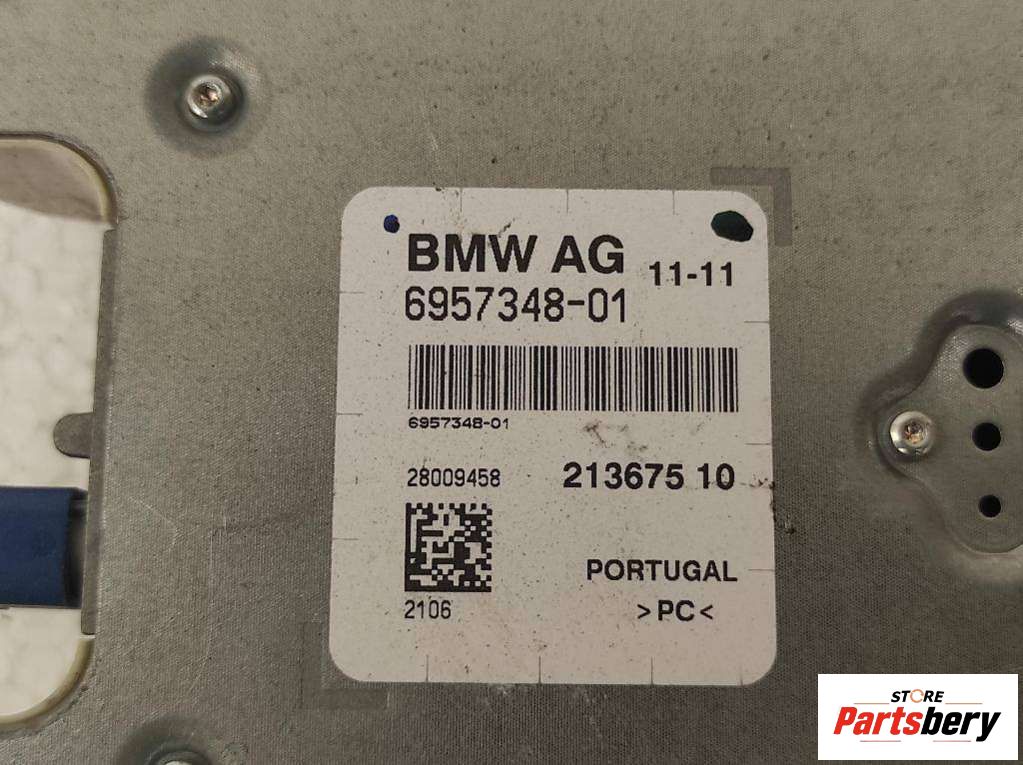 BMW AG 11-11
6957348-01
6957348-01
28009458 213675 10
PORTUGAL
2106 >PC<
STORE
Partsbery